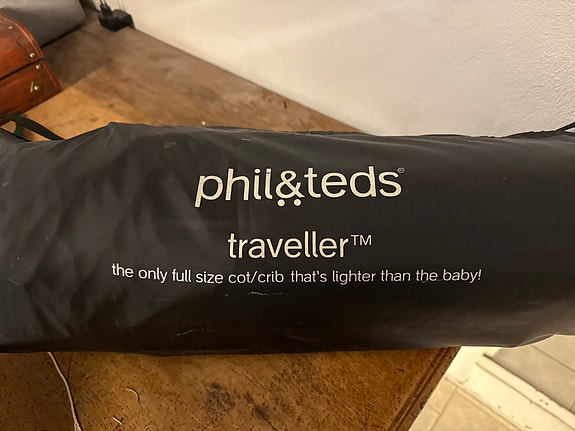 phil&teds®
traveller™
the only full size cot/crib that's lighter than the baby!